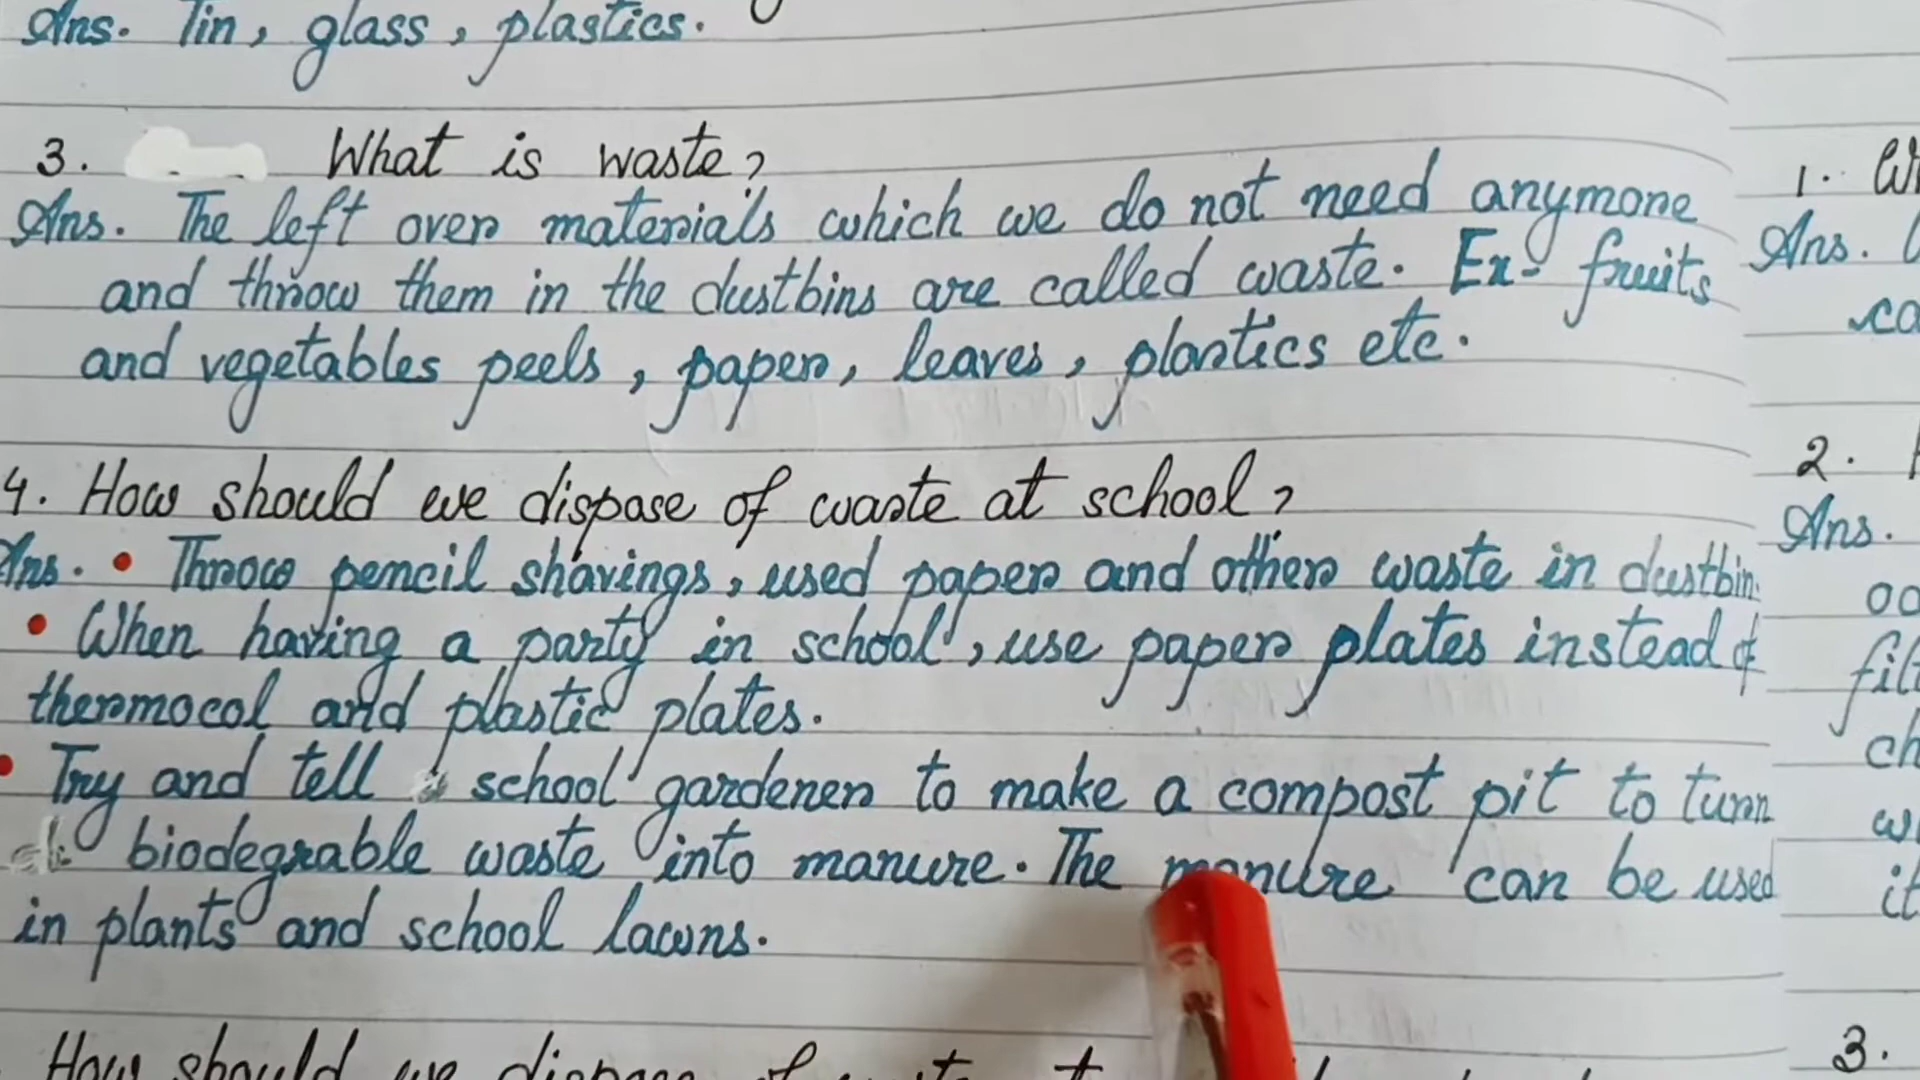 Ans. Tin, glass, plastics.
3. What is waste?
Ans. The left over materials which we do not need anymore
and throw them in the dustbins are called waste. Ex- fruits
and vegetables peels, paper, leaves, plastics etc.
4. How should we dispose of waste at school?
Ans. • Throw pencil shavings, used paper and other waste in dustbin.
• When having a party in school, use paper plates instead of
thermocol and plastic plates.
• Try and tell school gardener to make a compost pit to turn
biodegrable waste into manure. The manure can be used
in plants and school lawns.
How should we dispose of
1.
Ans.
2.
Ans.
3.